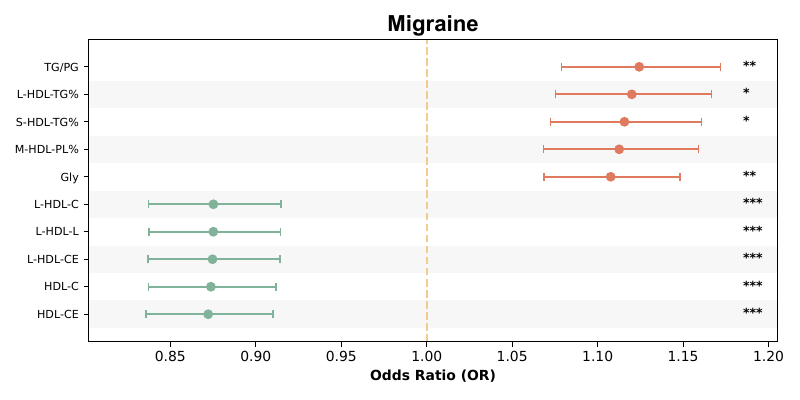 Migraine
TG/PG **
L-HDL-TG% *
S-HDL-TG% *
M-HDL-PL%
Gly **
L-HDL-C ***
L-HDL-L ***
L-HDL-CE ***
HDL-C ***
HDL-CE ***
0.85 0.90 0.95 1.00 1.05 1.10 1.15 1.20
Odds Ratio (OR)